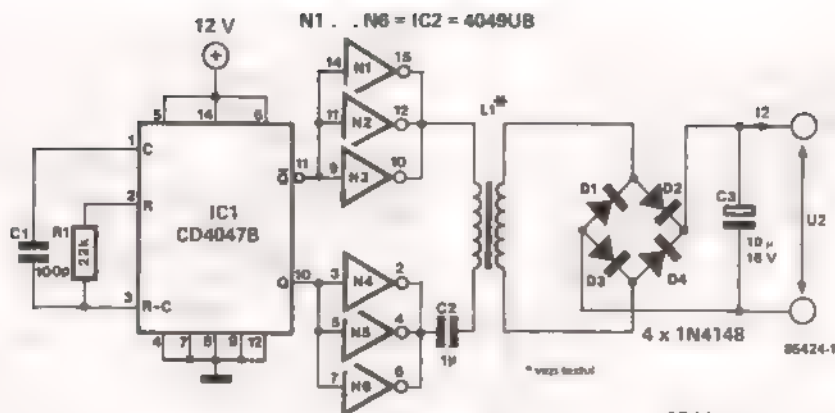 N1 . . N6 = IC2 = 4049UB
12 V
5 14 6
1 C
2 R
3 R-C
C1
100p
R1
22k
IC1
CD4047B
Q̅ 11
Q 10
4 7 8 9 12
14 N1 15
11 N2 12
9 N3 10
3 N4 2
5 N5 4
7 N6 6
C2
1µ
L1*
D1 D2
D3 D4
4 x 1N4148
C3
10 µ
16 V
I2
U2
86424-1
* vezi textul